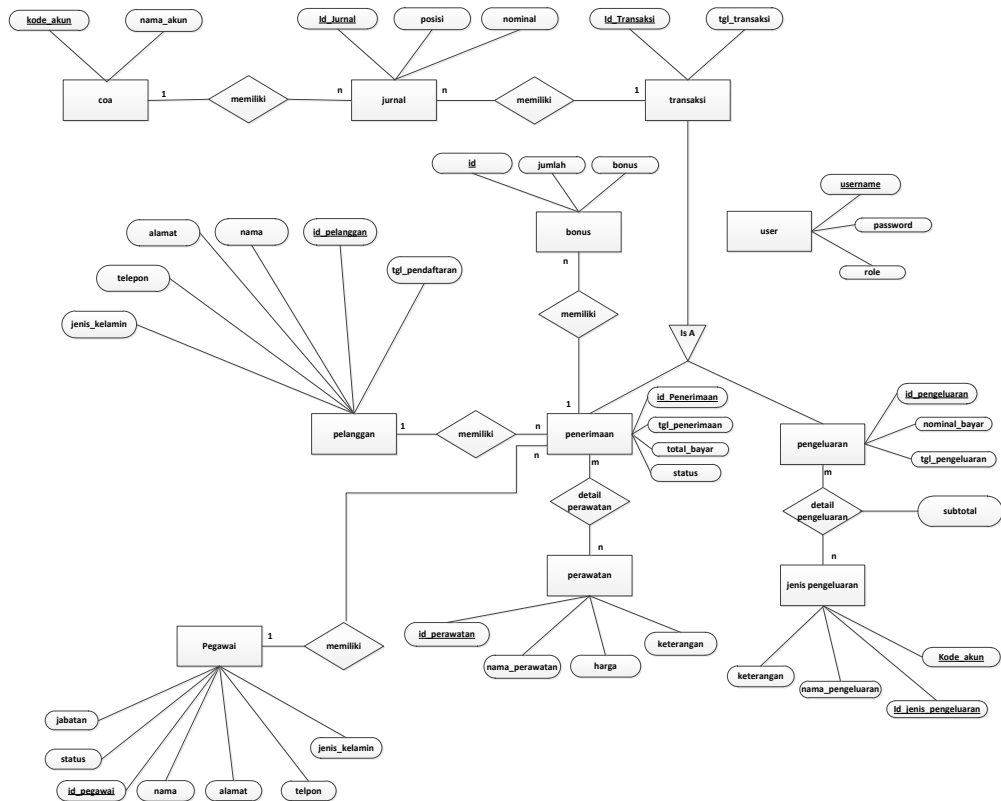 kode_akun
nama_akun
Id_Jurnal
posisi
nominal
Id_Transaksi
tgl_transaksi
coa
1
memiliki
n
jurnal
n
memiliki
1
transaksi
id
jumlah
bonus
username
password
role
user
bonus
n
memiliki
1
alamat
nama
id_pelanggan
tgl_pendaftaran
telepon
jenis_kelamin
Is A
pelanggan
1
memiliki
n
penerimaan
n
m
id_Penerimaan
tgl_penerimaan
total_bayar
status
pengeluaran
m
id_pengeluaran
nominal_bayar
tgl_pengeluaran
detail
perawatan
n
detail
pengeluaran
subtotal
n
perawatan
jenis pengeluaran
id_perawatan
nama_perawatan
harga
keterangan
keterangan
nama_pengeluaran
Id_jenis_pengeluaran
Kode_akun
Pegawai
1
memiliki
jabatan
status
id_pegawai
nama
alamat
telpon
jenis_kelamin